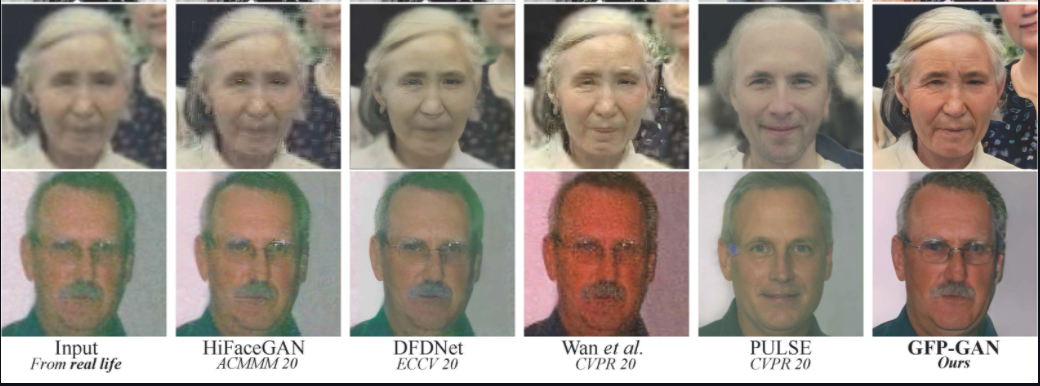 Input
From real life
HiFaceGAN
ACMMM 20
DFDNet
ECCV 20
Wan et al.
CVPR 20
PULSE
CVPR 20
GFP-GAN
Ours